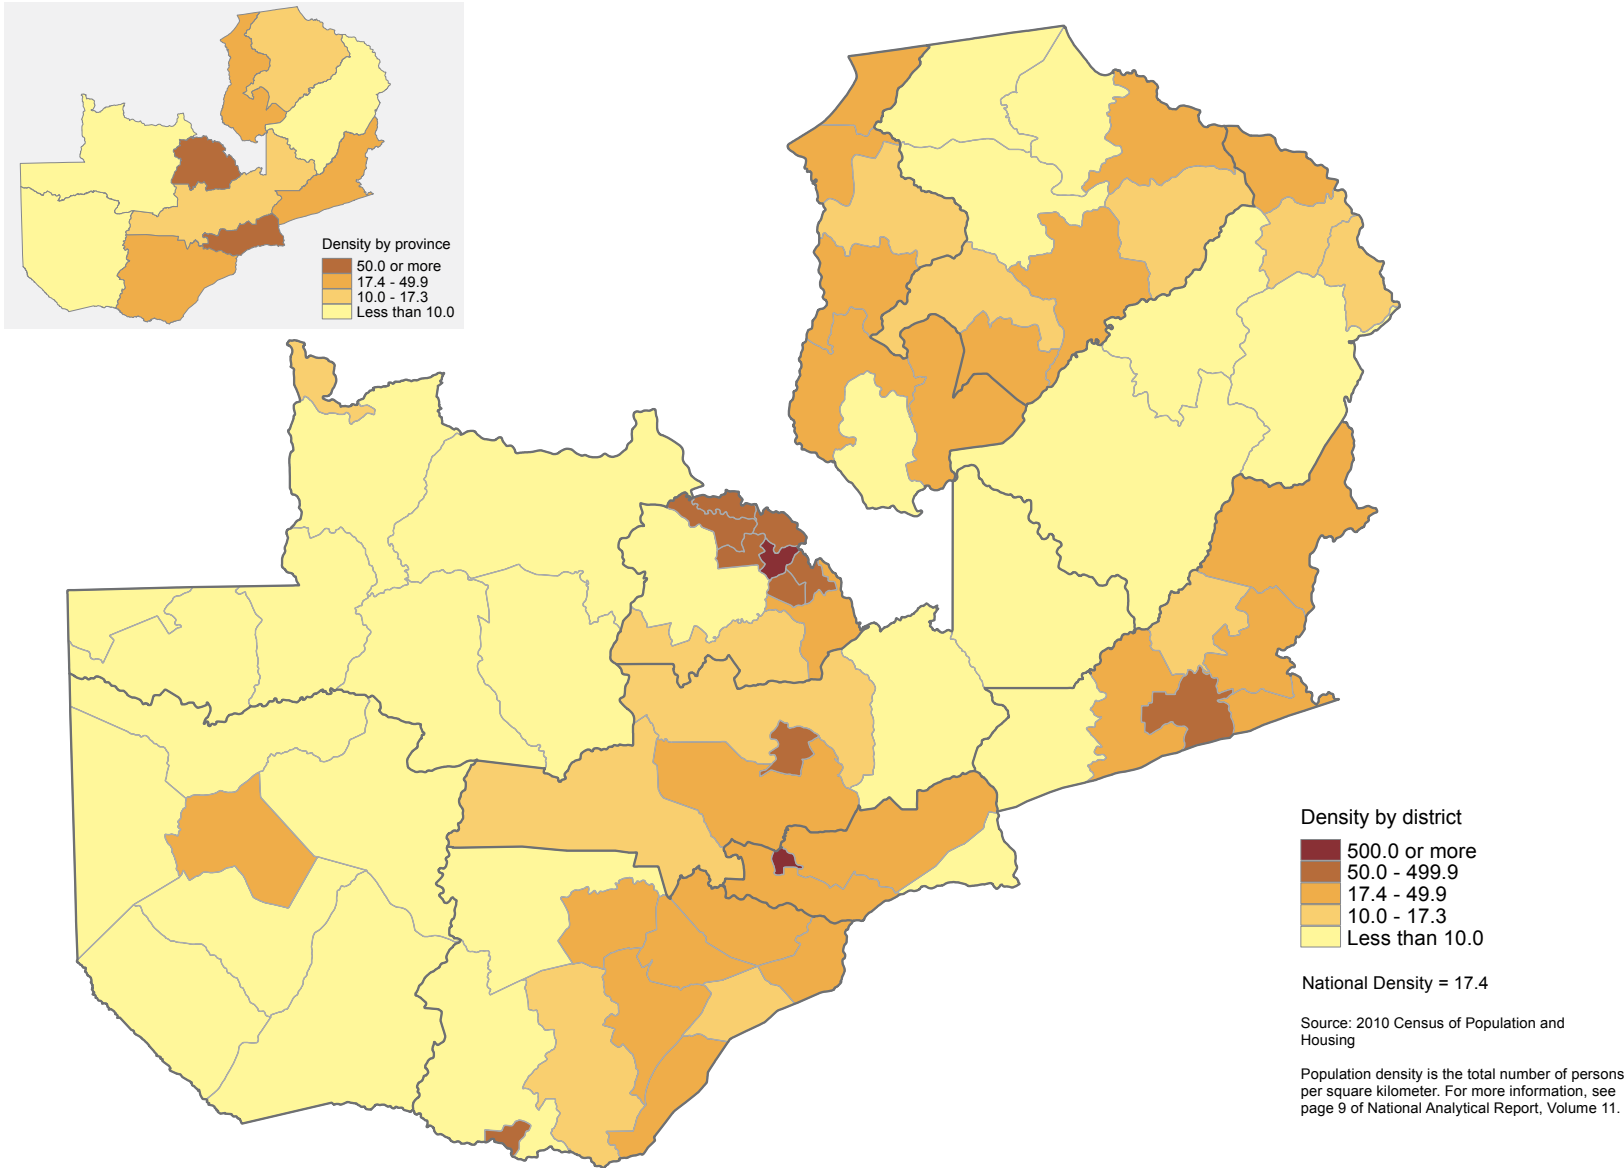 Density by province
50.0 or more
17.4 - 49.9
10.0 - 17.3
Less than 10.0
Density by district
500.0 or more
50.0 - 499.9
17.4 - 49.9
10.0 - 17.3
Less than 10.0
National Density = 17.4
Source: 2010 Census of Population and
Housing
Population density is the total number of persons
per square kilometer. For more information, see
page 9 of National Analytical Report, Volume 11.